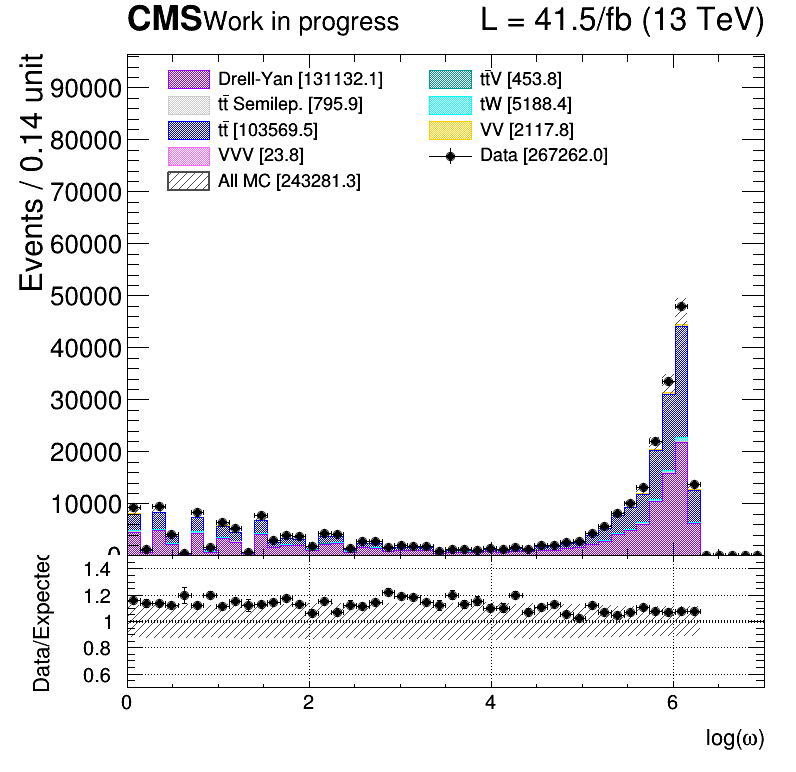 CMS Work in progress L = 41.5/fb (13 TeV)
Events / 0.14 unit
90000
80000
70000
60000
50000
40000
30000
20000
10000
0
Drell-Yan [131132.1]
tt̄ Semilep. [795.9]
tt̄ [103569.5]
VVV [23.8]
All MC [243281.3]
tt̄V [453.8]
tW [5188.4]
VV [2117.8]
Data [267262.0]
Data/Expected
1.4
1.2
1
0.8
0.6
0 2 4 6
log(ω)